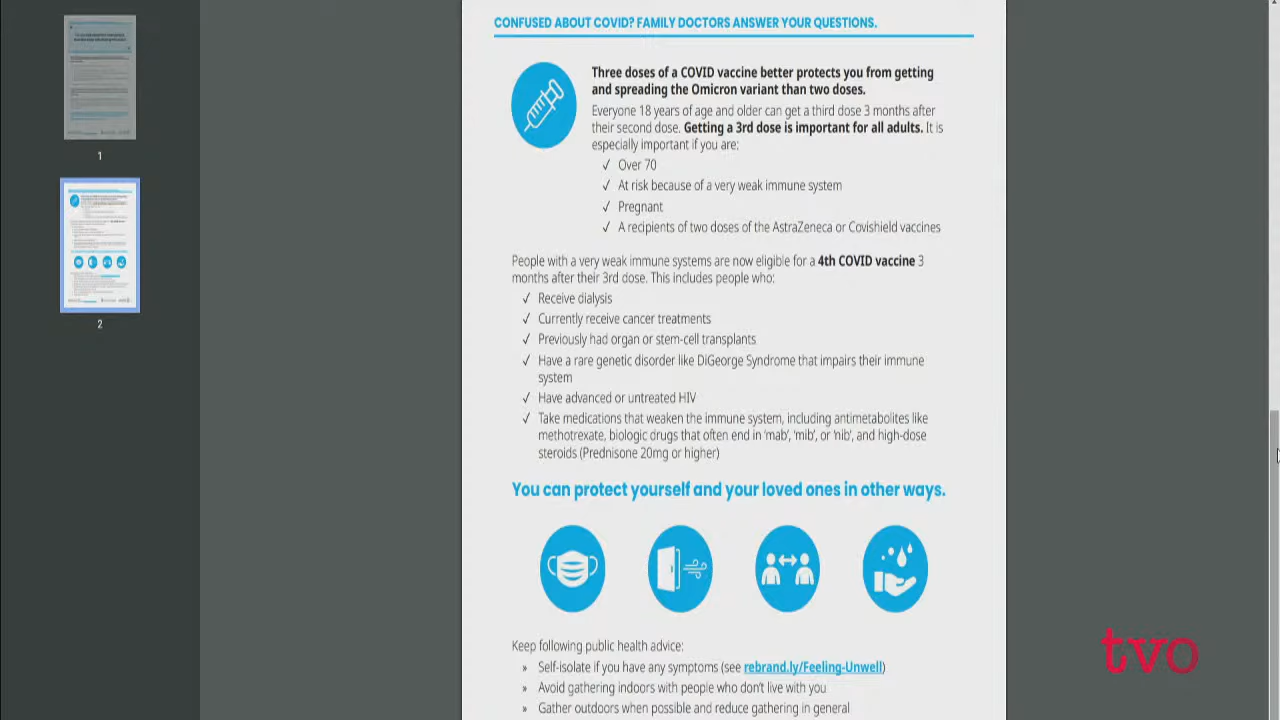 CONFUSED ABOUT COVID? FAMILY DOCTORS ANSWER YOUR QUESTIONS.
Three doses of a COVID vaccine better protects you from getting
and spreading the Omicron variant than two doses.
Everyone 18 years of age and older can get a third dose 3 months after
their second dose. Getting a 3rd dose is important for all adults. It is
especially important if you are:
✓ Over 70
✓ At risk because of a very weak immune system
✓ Pregnant
✓ A recipients of two doses of the AstraZeneca or Covishield vaccines
1
People with a very weak immune systems are now eligible for a 4th COVID vaccine 3
months after their 3rd dose. This includes people who:
✓ Receive dialysis
✓ Currently receive cancer treatments
2
✓ Previously had organ or stem-cell transplants
✓ Have a rare genetic disorder like DiGeorge Syndrome that impairs their immune
system
✓ Have advanced or untreated HIV
✓ Take medications that weaken the immune system, including antimetabolites like
methotrexate, biologic drugs that often end in 'mab', 'mib', or 'nib', and high-dose
steroids (Prednisone 20mg or higher)
You can protect yourself and your loved ones in other ways.
Keep following public health advice:
» Self-isolate if you have any symptoms (see rebrand.ly/Feeling-Unwell)
» Avoid gathering indoors with people who don't live with you
» Gather outdoors when possible and reduce gathering in general
tvo